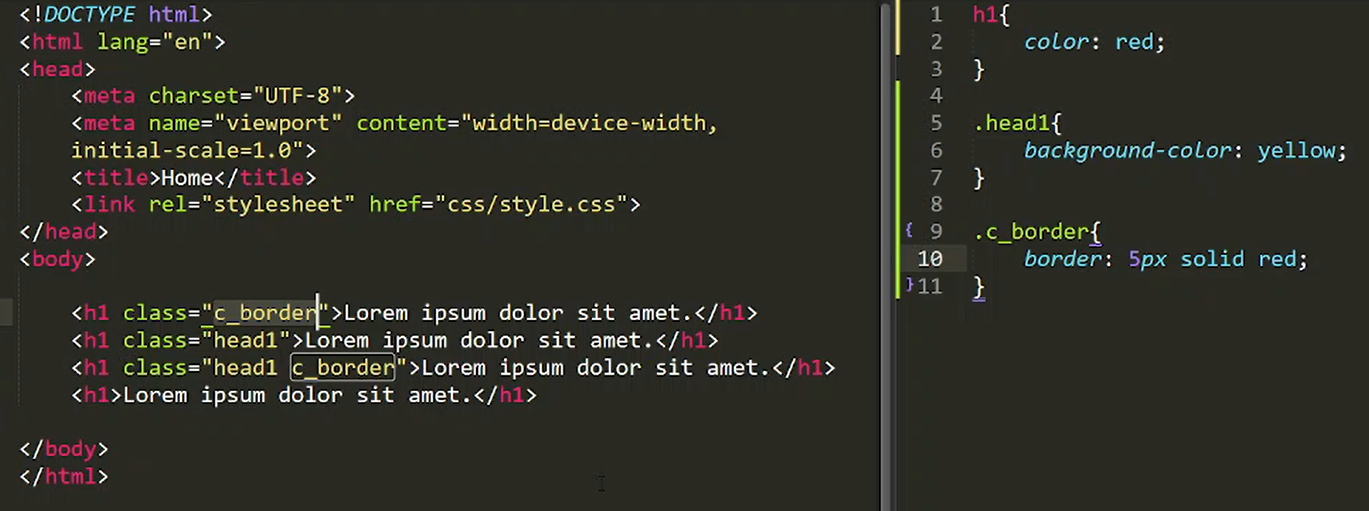 <!DOCTYPE html>
<html lang="en">
<head>
<meta charset="UTF-8">
<meta name="viewport" content="width=device-width,
initial-scale=1.0">
<title>Home</title>
<link rel="stylesheet" href="css/style.css">
</head>
<body>
<h1 class="c_border">Lorem ipsum dolor sit amet.</h1>
<h1 class="head1">Lorem ipsum dolor sit amet.</h1>
<h1 class="head1 c_border">Lorem ipsum dolor sit amet.</h1>
<h1>Lorem ipsum dolor sit amet.</h1>
</body>
</html>
1 h1{
2 color: red;
3 }
4
5 .head1{
6 background-color: yellow;
7 }
8
{ 9 .c_border{
10 border: 5px solid red;
} 11 }